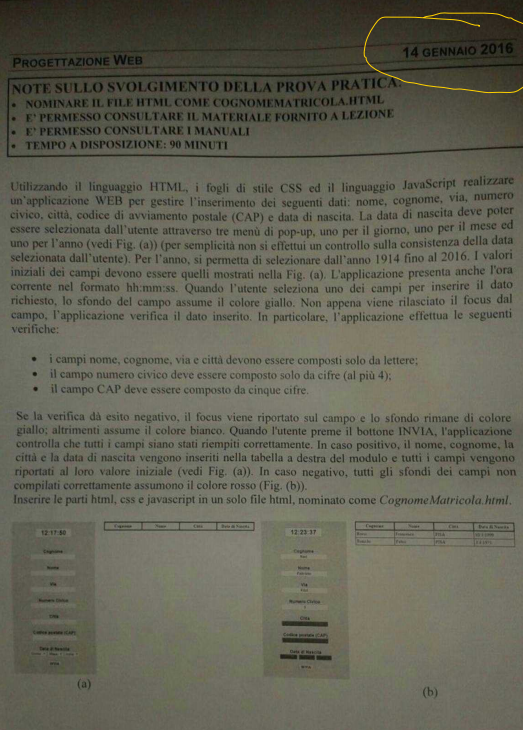 PROGETTAZIONE WEB
14 GENNAIO 2016
NOTE SULLO SVOLGIMENTO DELLA PROVA PRATICA:
• NOMINARE IL FILE HTML COME COGNOMEMATRICOLA.HTML
• E' PERMESSO CONSULTARE IL MATERIALE FORNITO A LEZIONE
• E' PERMESSO CONSULTARE I MANUALI
• TEMPO A DISPOSIZIONE: 90 MINUTI
Utilizzando il linguaggio HTML, i fogli di stile CSS ed il linguaggio JavaScript realizzare
un'applicazione WEB per gestire l'inserimento dei seguenti dati: nome, cognome, via, numero
civico, città, codice di avviamento postale (CAP) e data di nascita. La data di nascita deve poter
essere selezionata dall'utente attraverso tre menù di pop-up, uno per il giorno, uno per il mese ed
uno per l'anno (vedi Fig. (a)) (per semplicità non si effettui un controllo sulla consistenza della data
selezionata dall'utente). Per l'anno, si permetta di selezionare dall'anno 1914 fino al 2016. I valori
iniziali dei campi devono essere quelli mostrati nella Fig. (a). L'applicazione presenta anche l'ora
corrente nel formato hh:mm:ss. Quando l'utente seleziona uno dei campi per inserire il dato
richiesto, lo sfondo del campo assume il colore giallo. Non appena viene rilasciato il focus dal
campo, l'applicazione verifica il dato inserito. In particolare, l'applicazione effettua le seguenti
verifiche:
• i campi nome, cognome, via e città devono essere composti solo da lettere;
• il campo numero civico deve essere composto solo da cifre (al più 4);
• il campo CAP deve essere composto da cinque cifre.
Se la verifica dà esito negativo, il focus viene riportato sul campo e lo sfondo rimane di colore
giallo; altrimenti assume il colore bianco. Quando l'utente preme il bottone INVIA, l'applicazione
controlla che tutti i campi siano stati riempiti correttamente. In caso positivo, il nome, cognome, la
città e la data di nascita vengono inseriti nella tabella a destra del modulo e tutti i campi vengono
riportati al loro valore iniziale (vedi Fig. (a)). In caso negativo, tutti gli sfondi dei campi non
compilati correttamente assumono il colore rosso (Fig. (b)).
Inserire le parti html, css e javascript in un solo file html, nominato come CognomeMatricola.html.
Cognome Nome Città Data di Nascita
Cognome
Nome
Via
Numero Civico
Città
Codice postale (CAP)
Data di Nascita
(a)
12:23:37
Cognome Nome Città Data di Nascita
PISA
PISA
Cognome
Nome
Via
Numero Civico
Città
Codice postale (CAP)
Data di Nascita
(b)